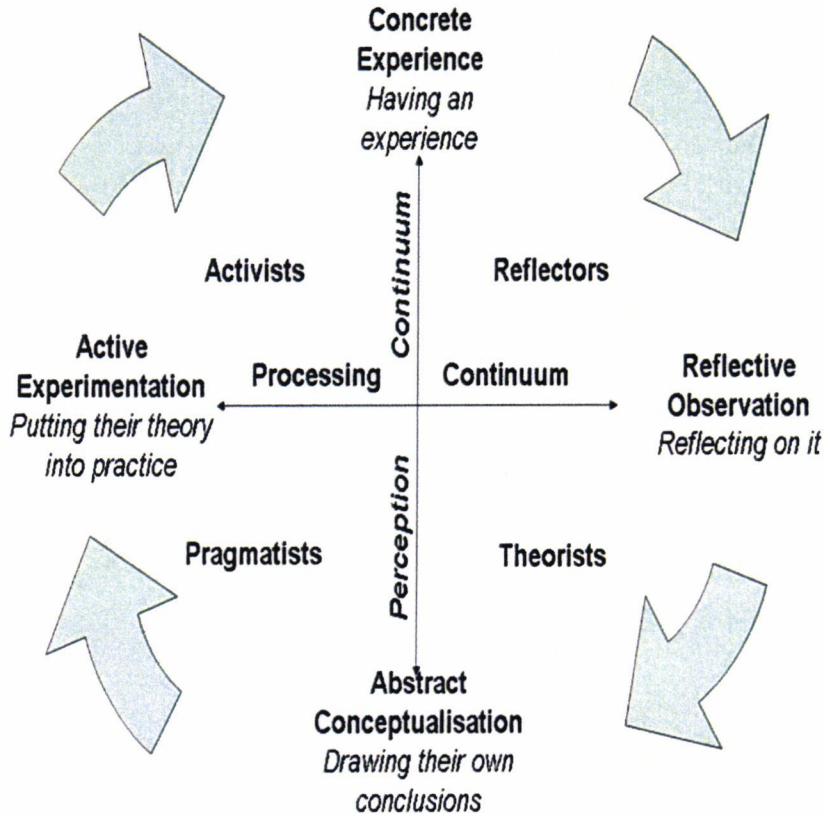 Concrete
Experience
Having an
experience
Activists
Reflectors
Continuum
Active
Experimentation
Putting their theory
into practice
Processing
Continuum
Reflective
Observation
Reflecting on it
Pragmatists
Perception
Theorists
Abstract
Conceptualisation
Drawing their own
conclusions